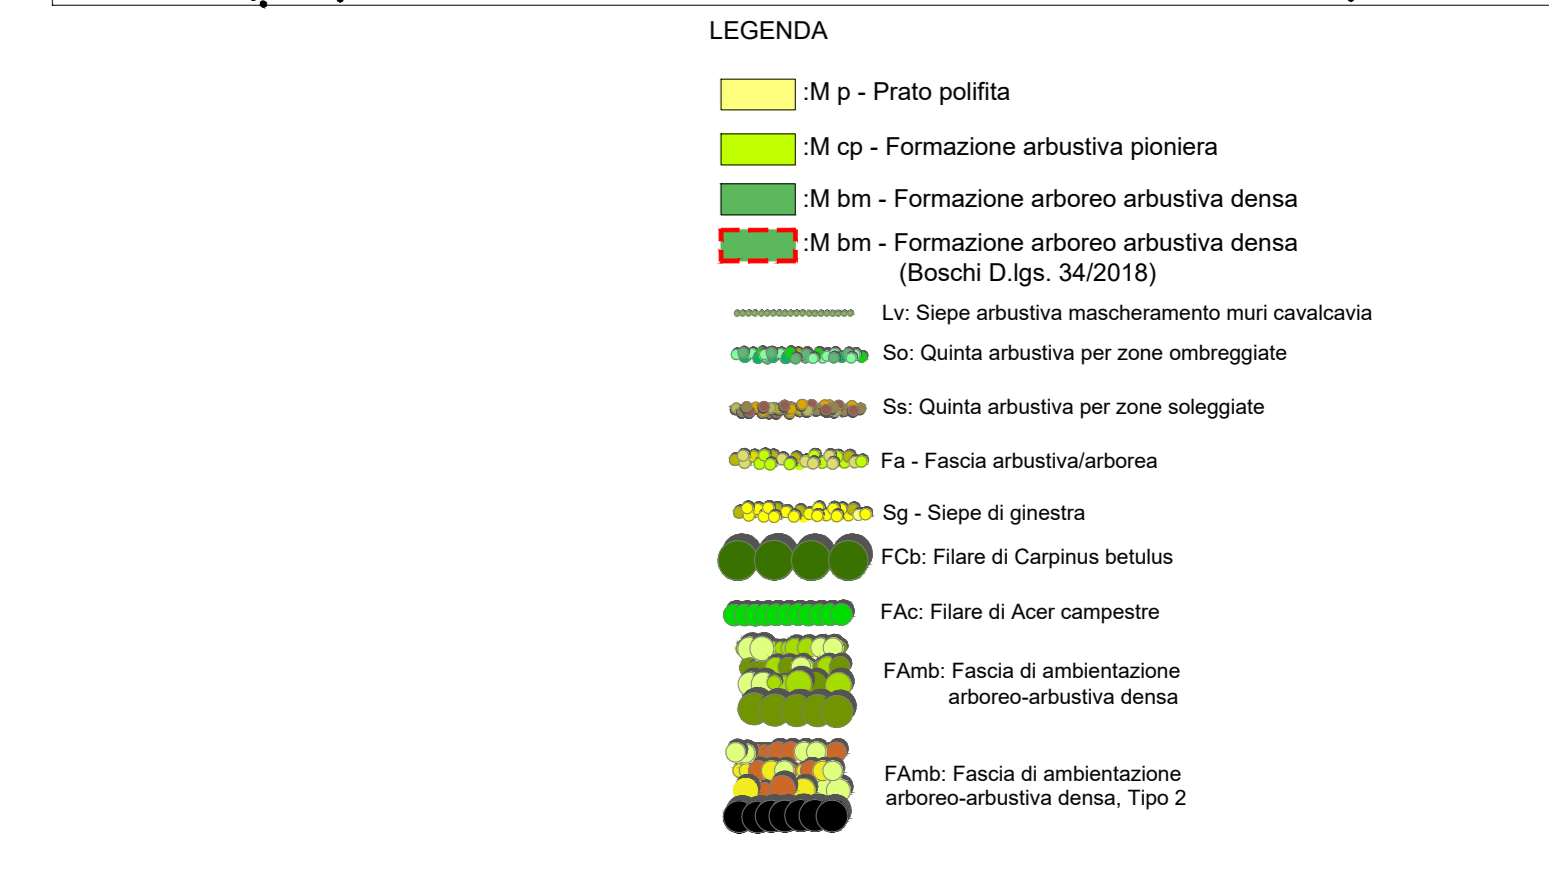 LEGENDA
:M p - Prato polifita
:M cp - Formazione arbustiva pioniera
:M bm - Formazione arboreo arbustiva densa
:M bm - Formazione arboreo arbustiva densa
(Boschi D.lgs. 34/2018)
Lv: Siepe arbustiva mascheramento muri cavalcavia
So: Quinta arbustiva per zone ombreggiate
Ss: Quinta arbustiva per zone soleggiate
Fa - Fascia arbustiva/arborea
Sg - Siepe di ginestra
FCb: Filare di Carpinus betulus
FAc: Filare di Acer campestre
FAmb: Fascia di ambientazione
arboreo-arbustiva densa
FAmb: Fascia di ambientazione
arboreo-arbustiva densa, Tipo 2